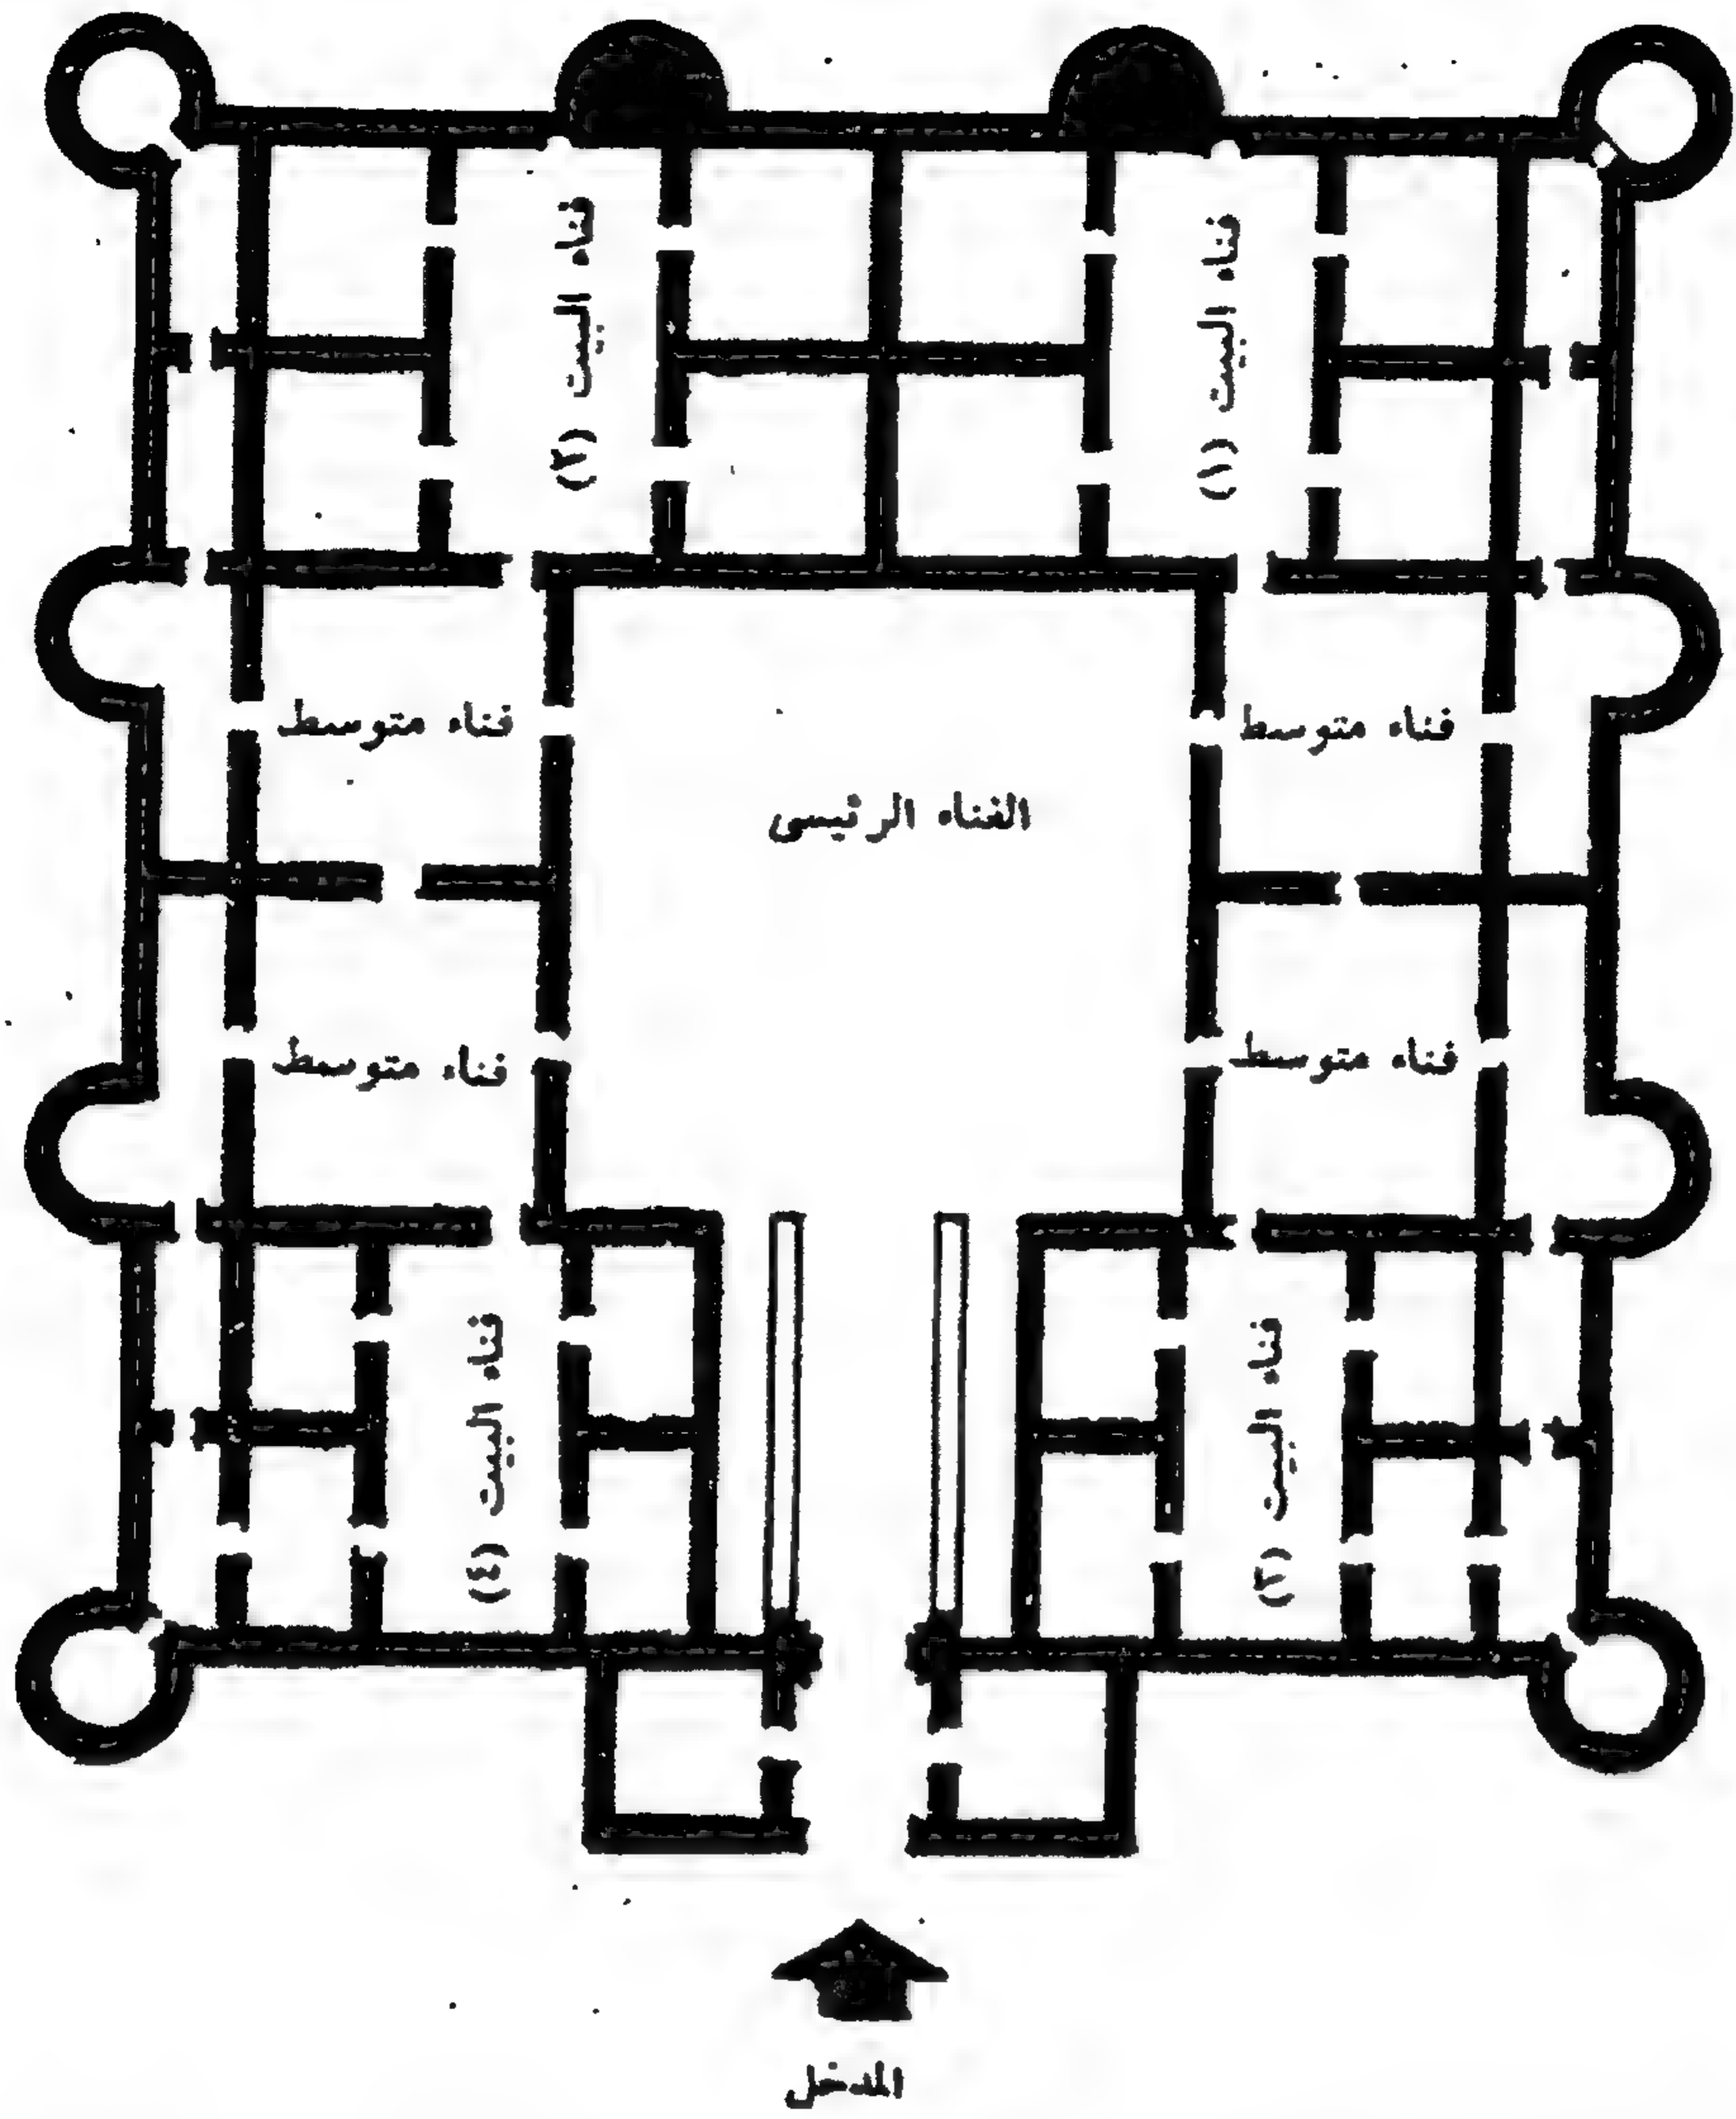 فناء البيت (١)
فناء البيت (٢)
فناء متوسط
فناء متوسط
الفناء الرئيسى
فناء متوسط
فناء متوسط
فناء البيت (٣)
فناء البيت (٤)
المدخل